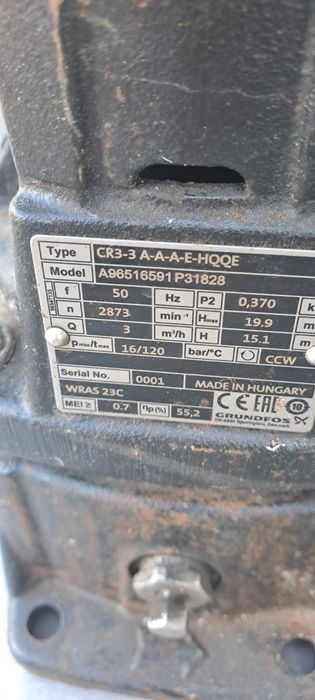 Type CR3-3 A-A-A-E-HQQE
Model A96516591 P31828
f 50 Hz P2 0,370 k
n 2873 min⁻¹ Hmax 19.9 m
Q 3 m³/h H 15.1 m
pmax/tmax 16/120 bar/°C CCW
Serial No. 0001 MADE IN HUNGARY
WRAS 23C CE EAC 10
MEI ≥ 0.7 ηp(%) 55,2 GRUNDFOS